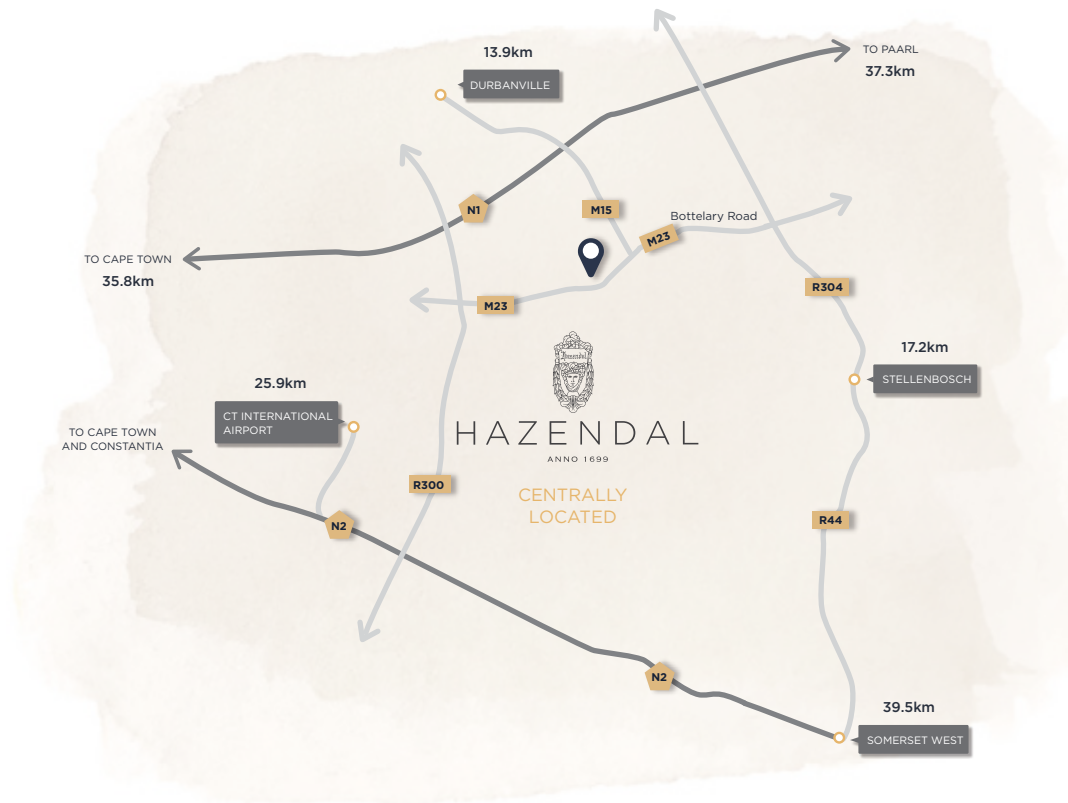 13.9km
DURBANVILLE
TO PAARL
37.3km
N1
M15
Bottelary Road
M23
TO CAPE TOWN
35.8km
M23
R304
Hazendal
17.2km
STELLENBOSCH
25.9km
CT INTERNATIONAL
AIRPORT
TO CAPE TOWN
AND CONSTANTIA
HAZENDAL
ANNO 1699
R300
CENTRALLY
LOCATED
N2
R44
N2
39.5km
SOMERSET WEST